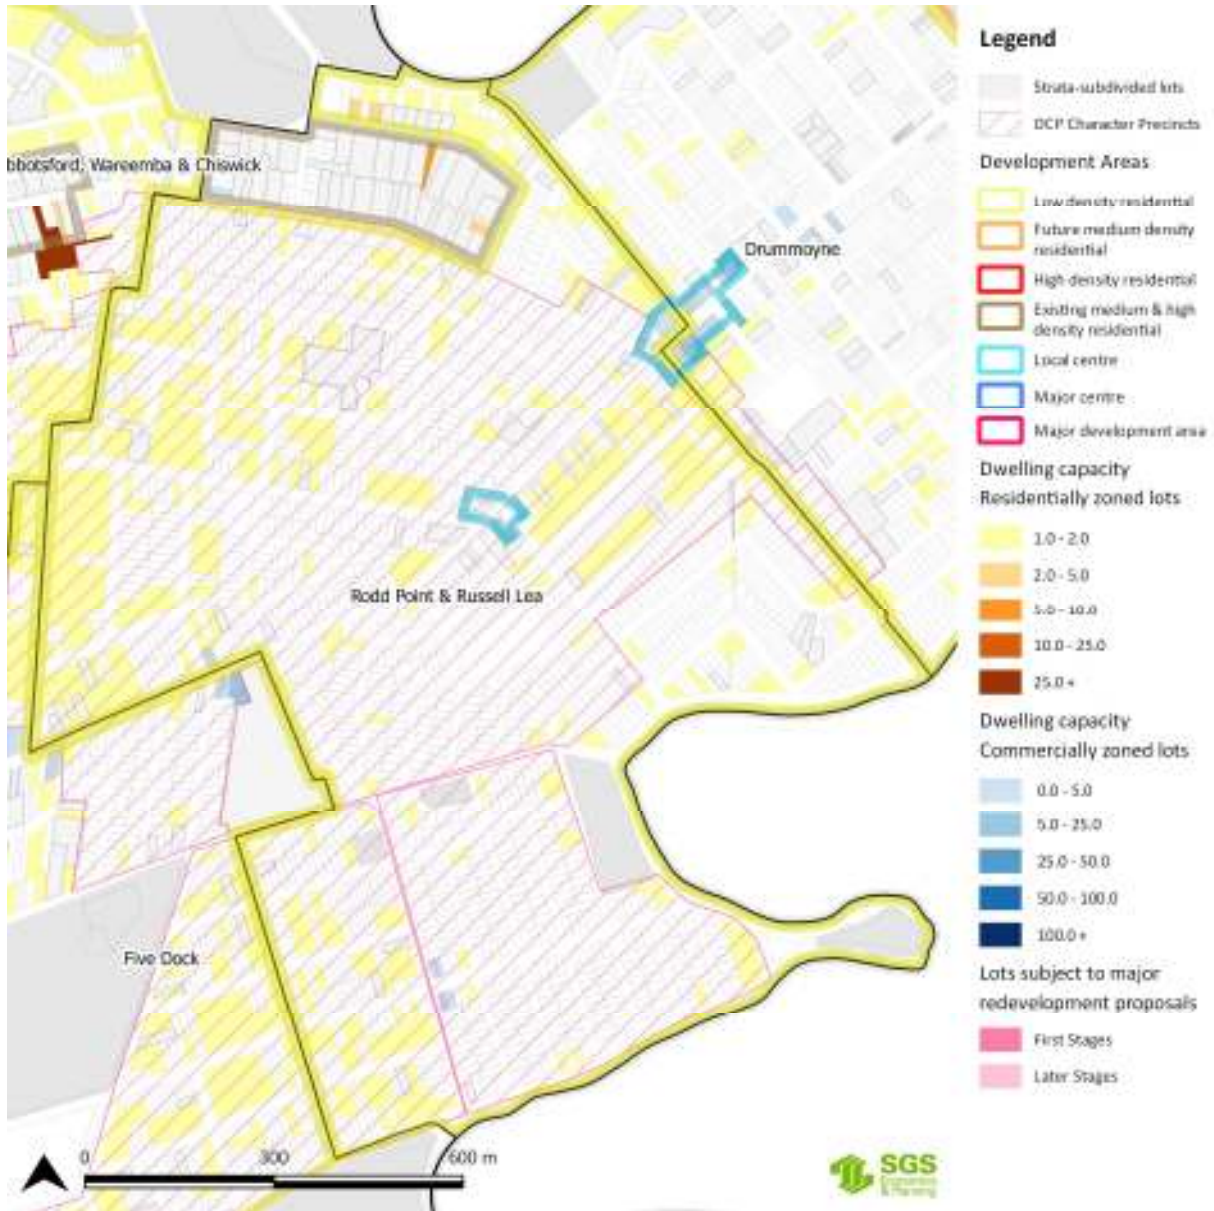 Legend
Strata-subdivided lots
DCP Character Precincts
Development Areas
Low density residential
Future medium density
residential
High density residential
Existing medium & high
density residential
Local centre
Major centre
Major development area
Dwelling capacity
Residentially zoned lots
1.0 - 2.0
2.0 - 5.0
5.0 - 10.0
10.0 - 25.0
25.0 +
Dwelling capacity
Commercially zoned lots
0.0 - 5.0
5.0 - 25.0
25.0 - 50.0
50.0 - 100.0
100.0 +
Lots subject to major
redevelopment proposals
First Stages
Later Stages
bbotsford, Wareemba & Chiswick
Drummoyne
Rodd Point & Russell Lea
Five Dock
0 300 600 m
SGS
Economics
& Planning